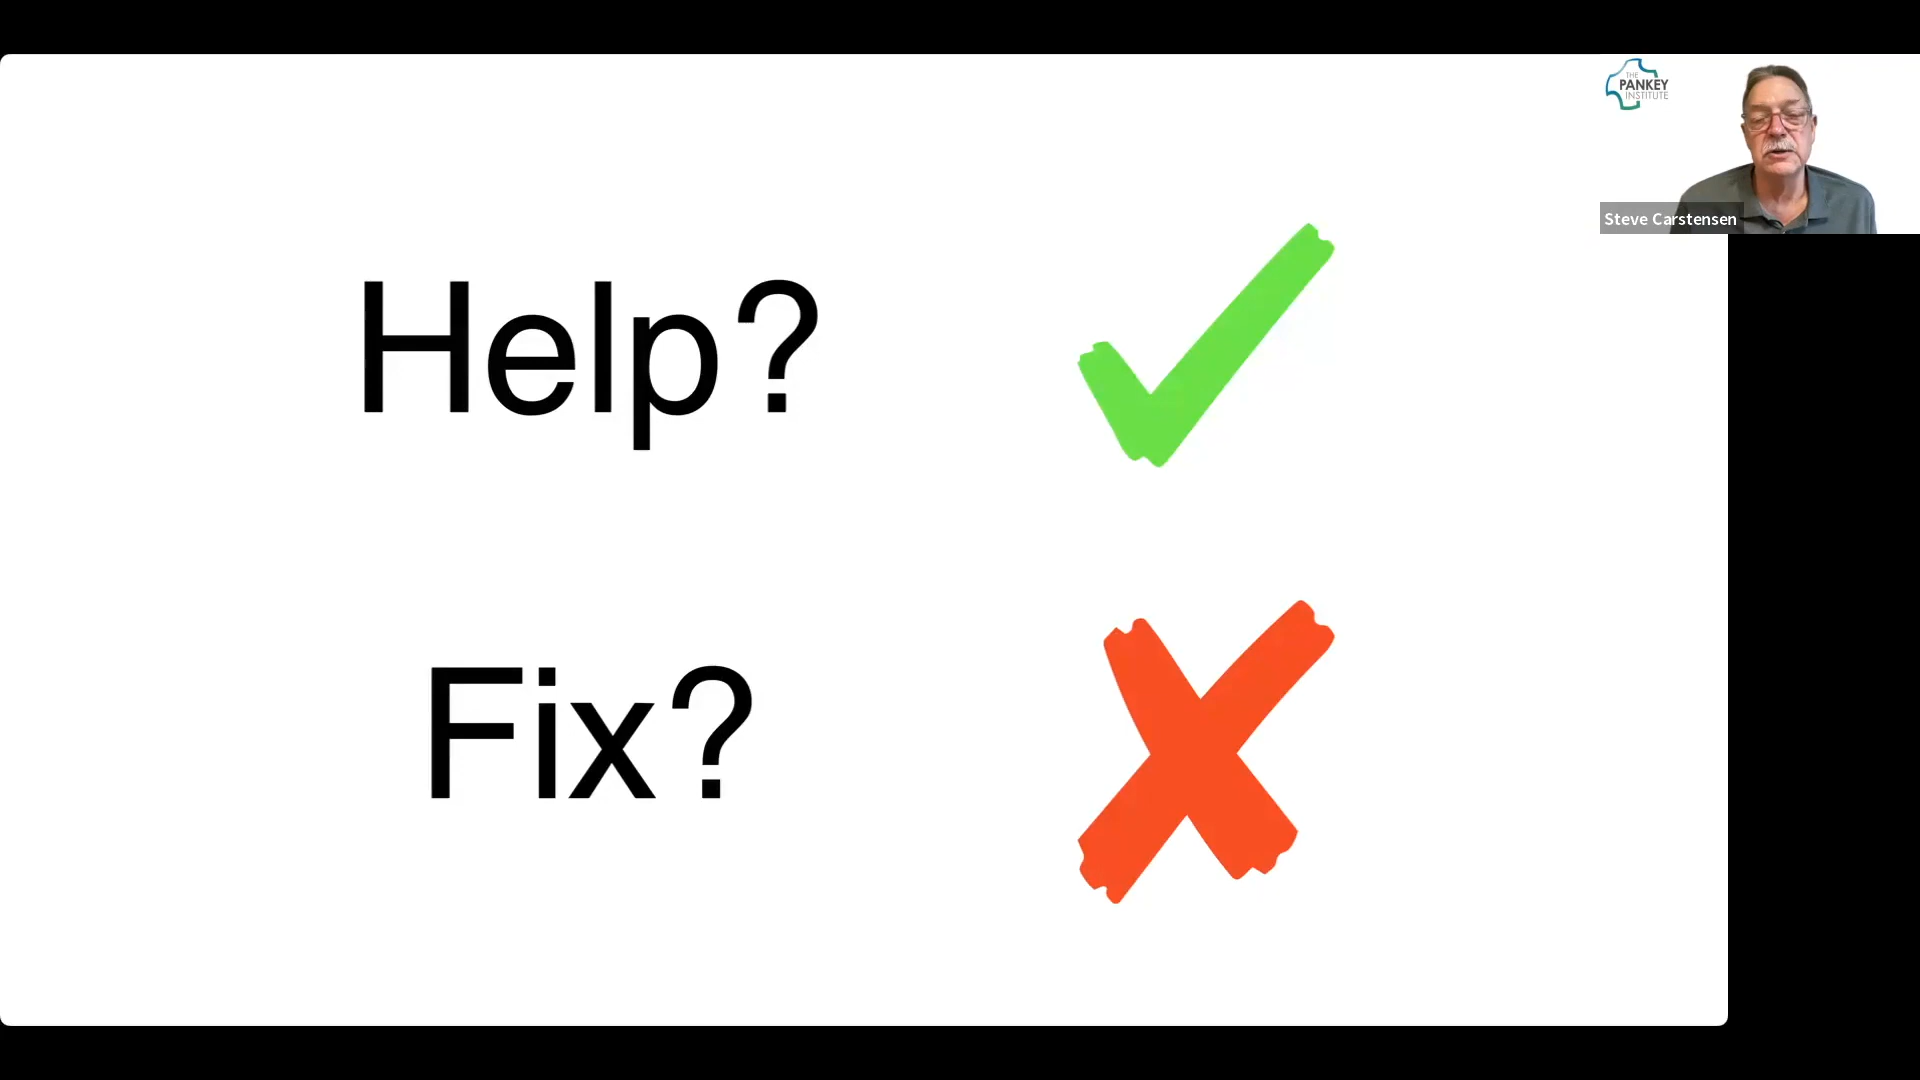 THE
PANKEY
INSTITUTE
Steve Carstensen
Help?
Fix?